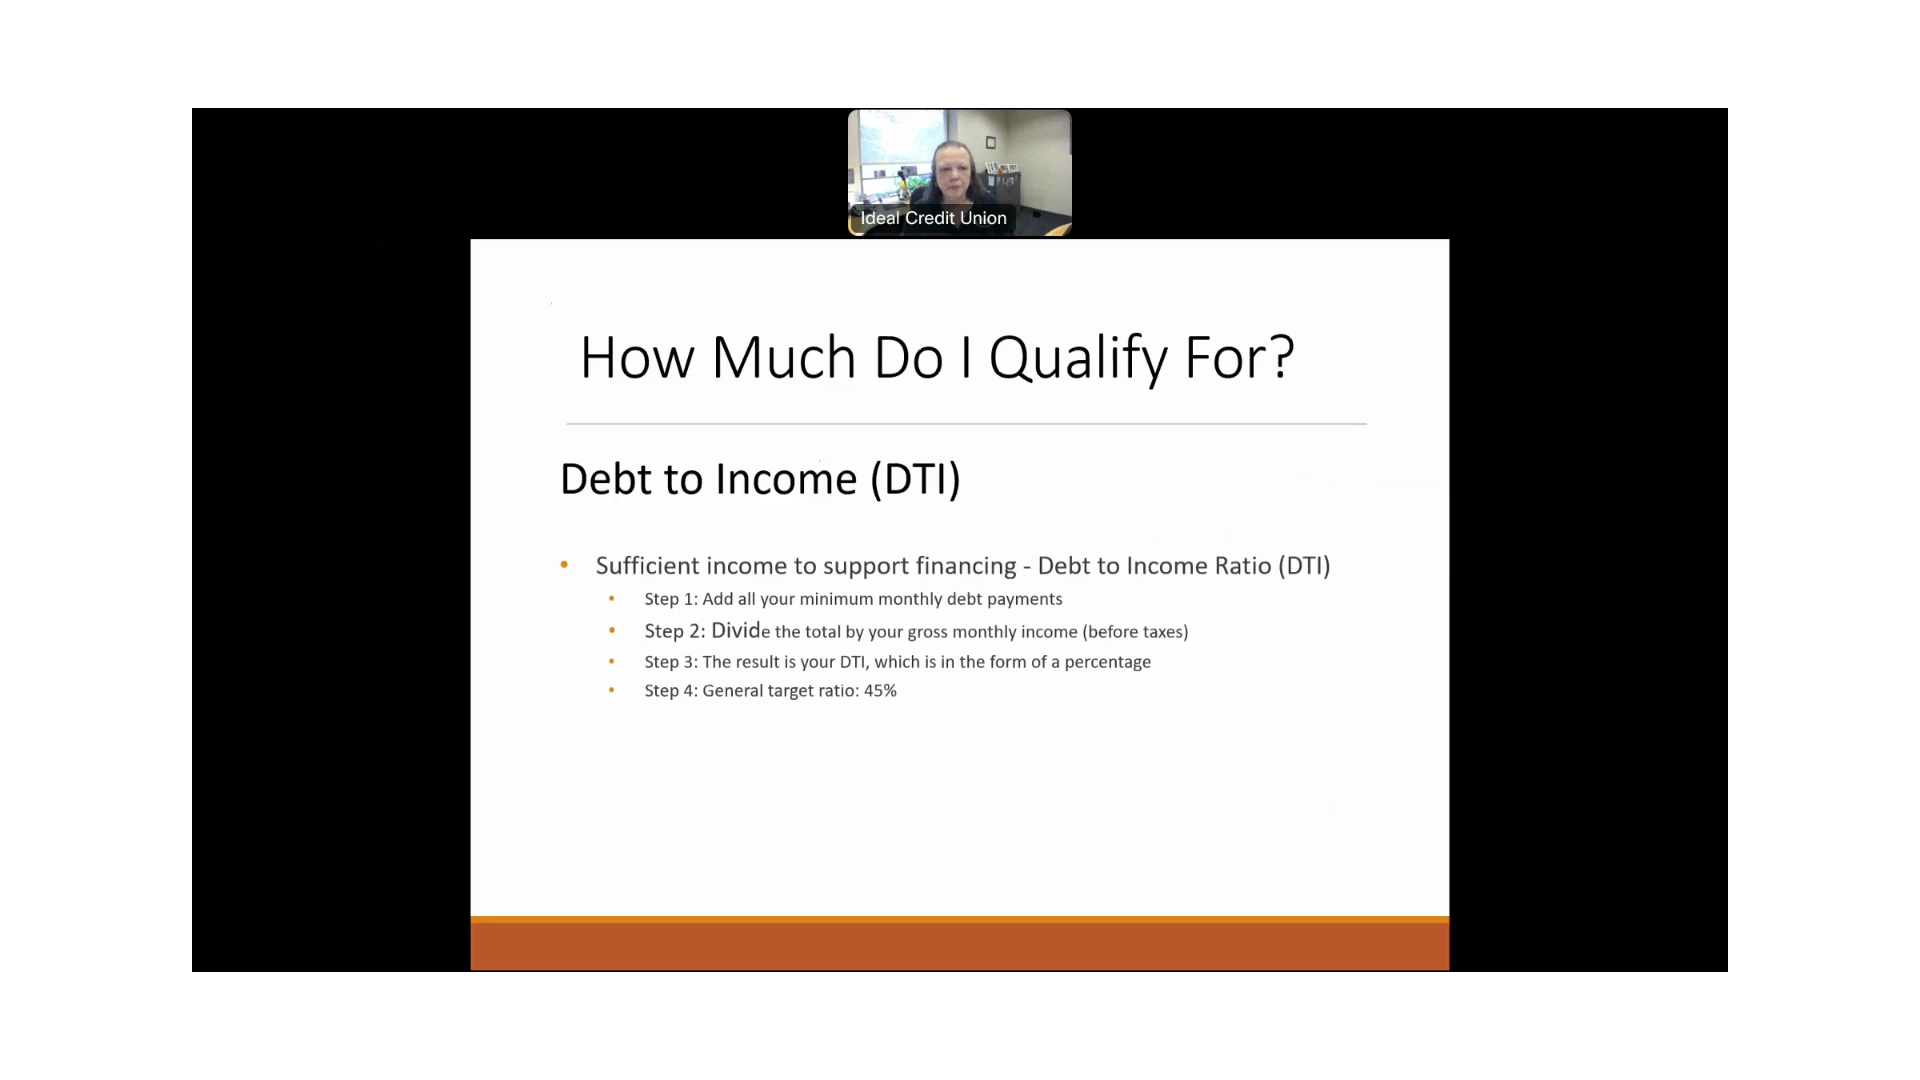 Ideal Credit Union
How Much Do I Qualify For?
Debt to Income (DTI)
• Sufficient income to support financing - Debt to Income Ratio (DTI)
• Step 1: Add all your minimum monthly debt payments
• Step 2: Divide the total by your gross monthly income (before taxes)
• Step 3: The result is your DTI, which is in the form of a percentage
• Step 4: General target ratio: 45%